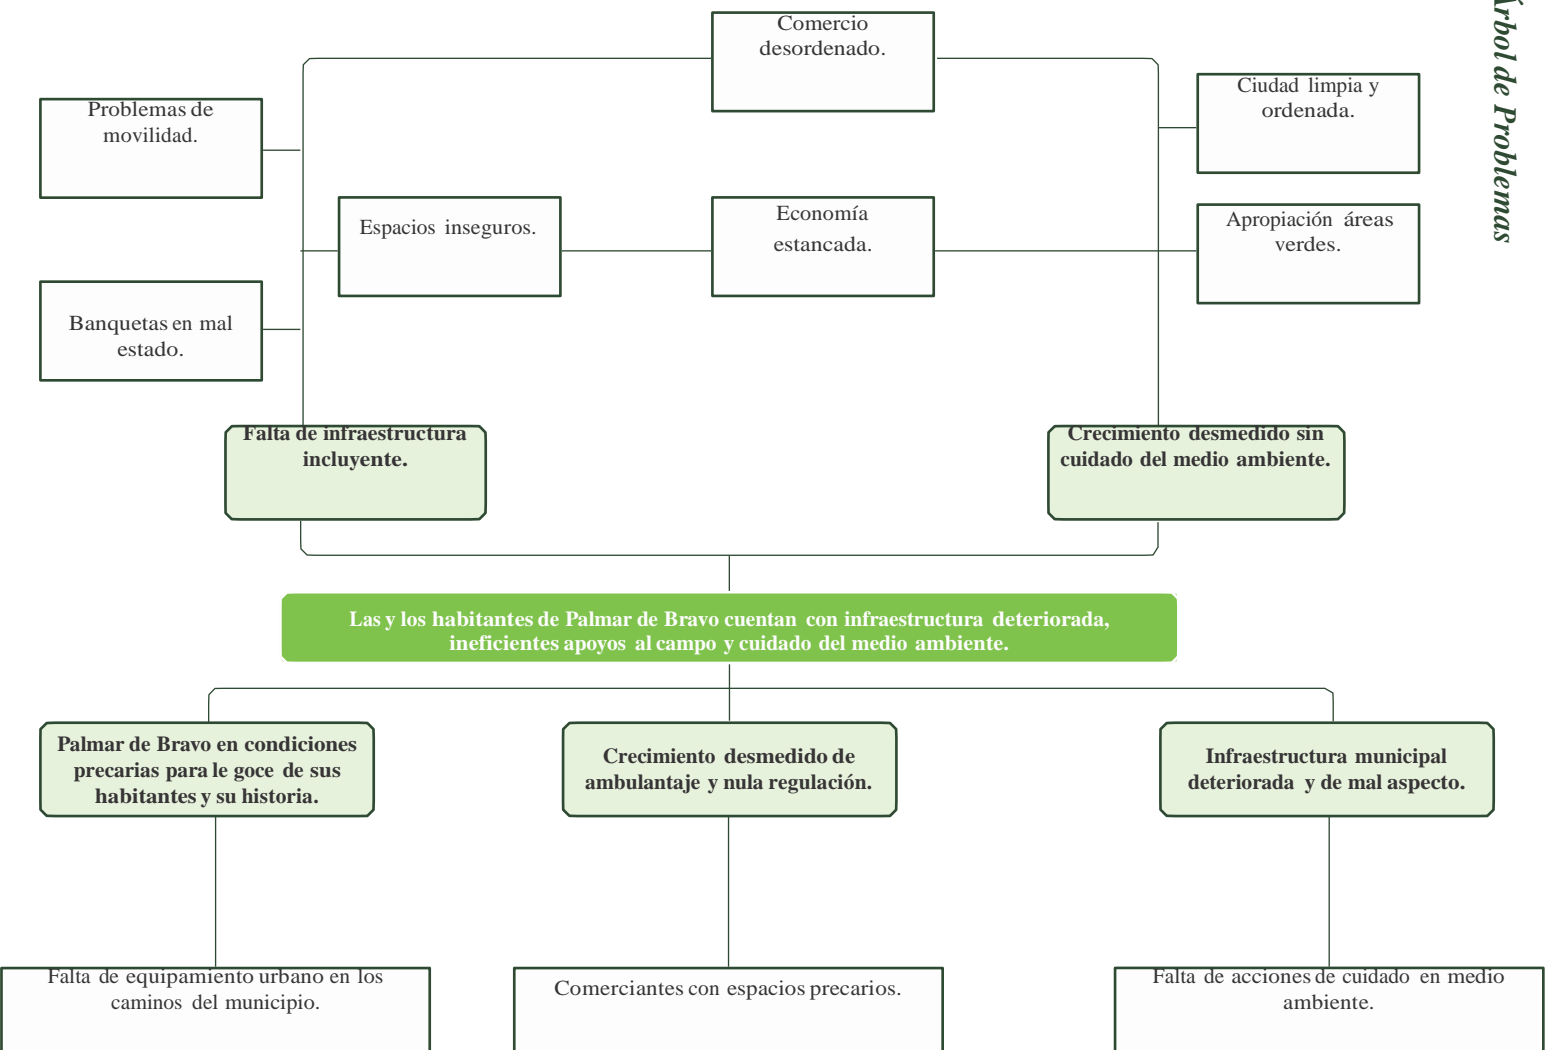 Árbol de Problemas
Comercio
desordenado.
Problemas de
movilidad.
Ciudad limpia y
ordenada.
Espacios inseguros.
Economía
estancada.
Apropiación áreas
verdes.
Banquetas en mal
estado.
Falta de infraestructura
incluyente.
Crecimiento desmedido sin
cuidado del medio ambiente.
Las y los habitantes de Palmar de Bravo cuentan con infraestructura deteriorada,
ineficientes apoyos al campo y cuidado del medio ambiente.
Palmar de Bravo en condiciones
precarias para le goce de sus
habitantes y su historia.
Crecimiento desmedido de
ambulantaje y nula regulación.
Infraestructura municipal
deteriorada y de mal aspecto.
Falta de equipamiento urbano en los
caminos del municipio.
Comerciantes con espacios precarios.
Falta de acciones de cuidado en medio
ambiente.